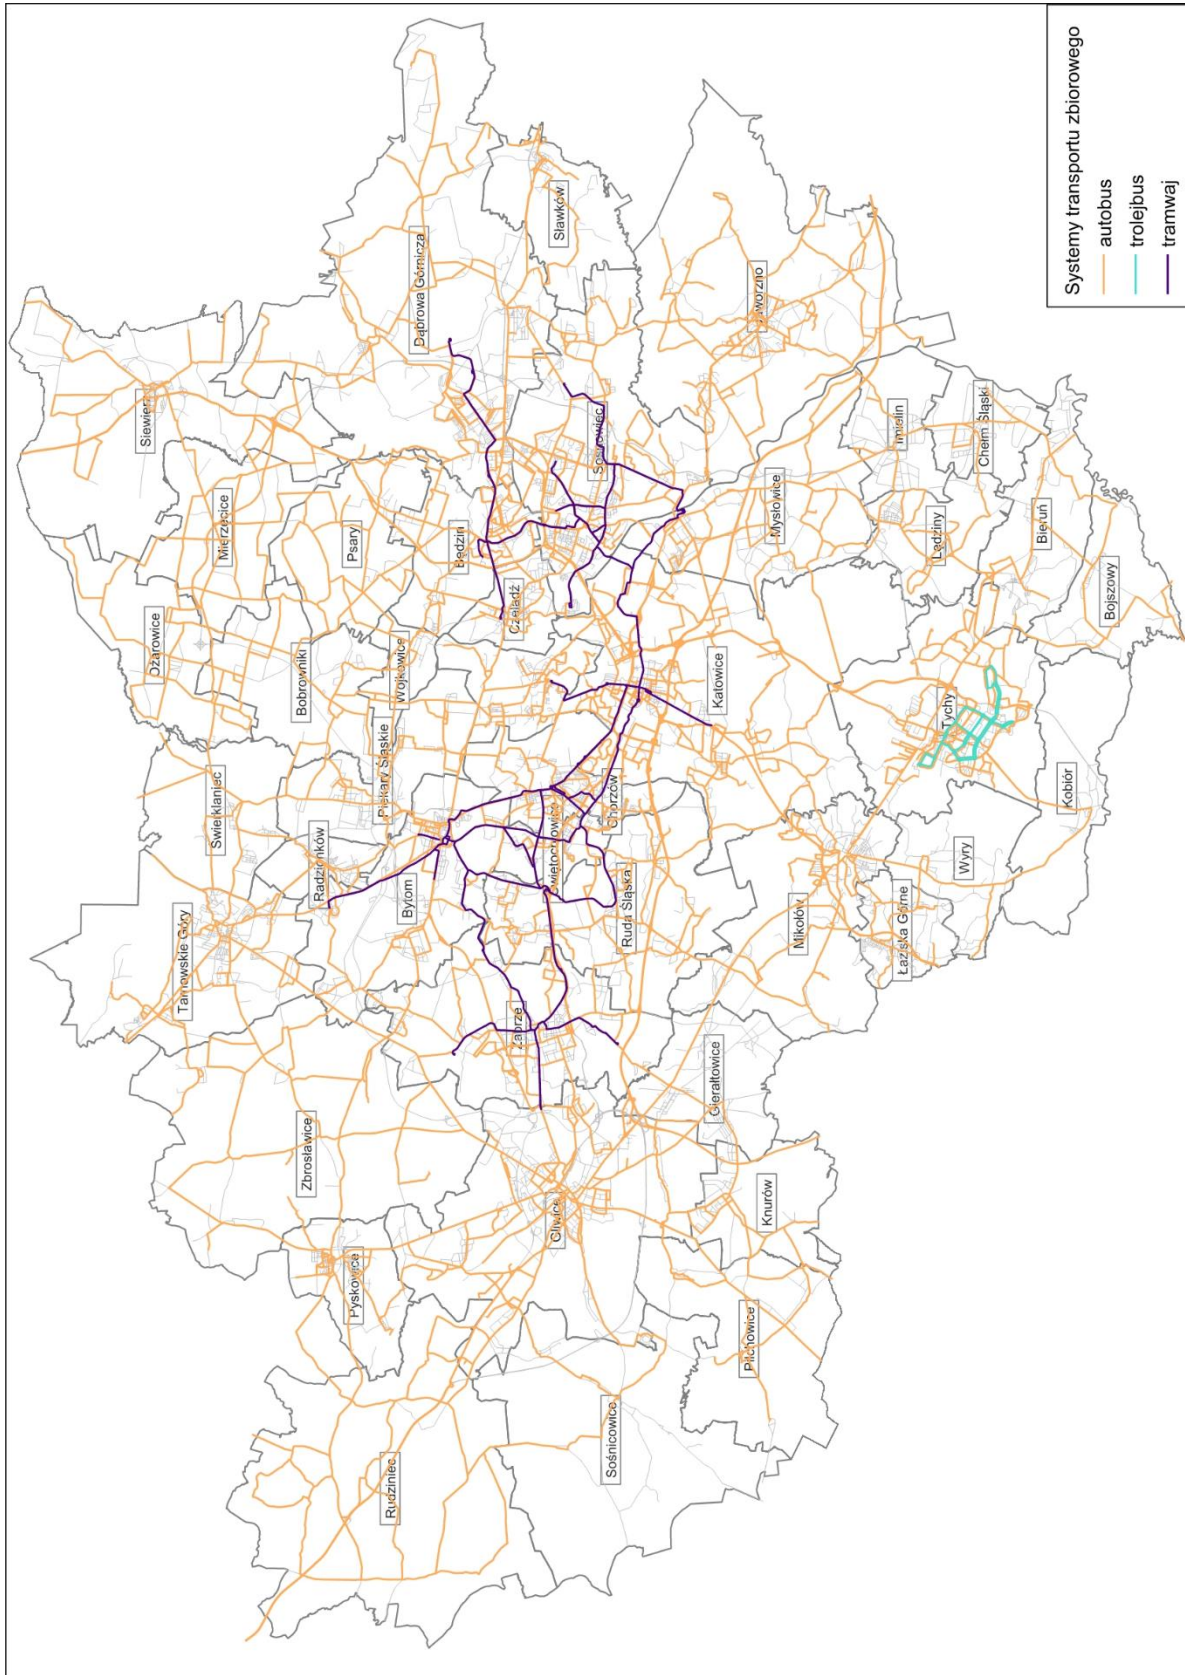 Siewierz
Ożarowice
Tarnowskie Góry
Świerklaniec
Mierzęcice
Bobrowniki
Zbrosławice
Radzionków
Psary
Pyskowice
Piekary Śląskie
Rudziniec
Wojkowice
Bytom
Dąbrowa Górnicza
Będzin
Czeladź
Zabrze
Świętochłowice
Gliwice
Sławków
Sosnowiec
Chorzów
Sośnicowice
Ruda Śląska
Gierałtowice
Katowice
Pilchowice
Jaworzno
Knurów
Mysłowice
Mikołów
Imielin
Łaziska Górne
Lędziny
Tychy
Wyry
Chełm Śląski
Bieruń
Kobiór
Bojszowy
Systemy transportu zbiorowego
autobus
trolejbus
tramwaj